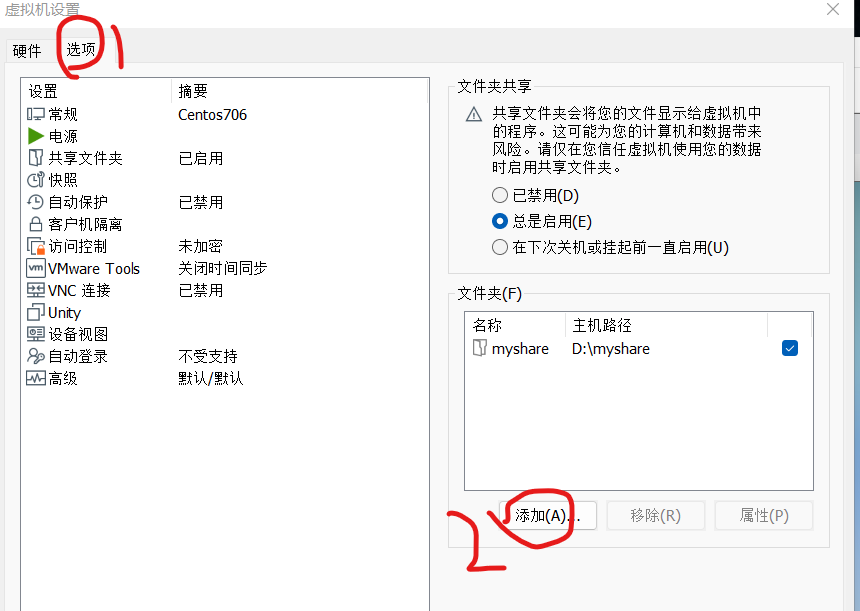 虚拟机设置
硬件 选项 1
设置 摘要
常规 Centos706
电源
共享文件夹 已启用
快照
自动保护 已禁用
客户机隔离
访问控制 未加密
vm VMware Tools 关闭时间同步
VNC 连接 已禁用
Unity
设备视图
自动登录 不受支持
高级 默认/默认
文件夹共享
共享文件夹会将您的文件显示给虚拟机中
的程序。这可能为您的计算机和数据带来
风险。请仅在您信任虚拟机使用您的数据
时启用共享文件夹。
已禁用(D)
总是启用(E)
在下次关机或挂起前一直启用(U)
文件夹(F)
名称 主机路径
myshare D:\myshare
2 添加(A)... 移除(R) 属性(P)